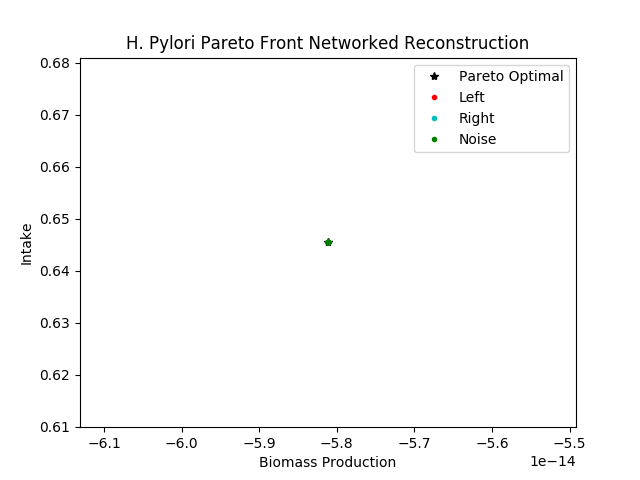 H. Pylori Pareto Front Networked Reconstruction
0.68
0.67
0.66
0.65
0.64
0.63
0.62
0.61
Intake
Pareto Optimal
Left
Right
Noise
−6.1 −6.0 −5.9 −5.8 −5.7 −5.6 −5.5
1e−14
Biomass Production